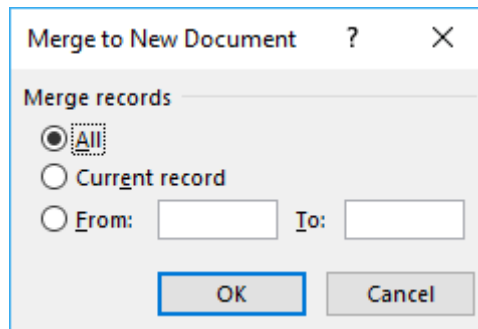 Merge to New Document ?
Merge records
All
Current record
From: To:
OK Cancel